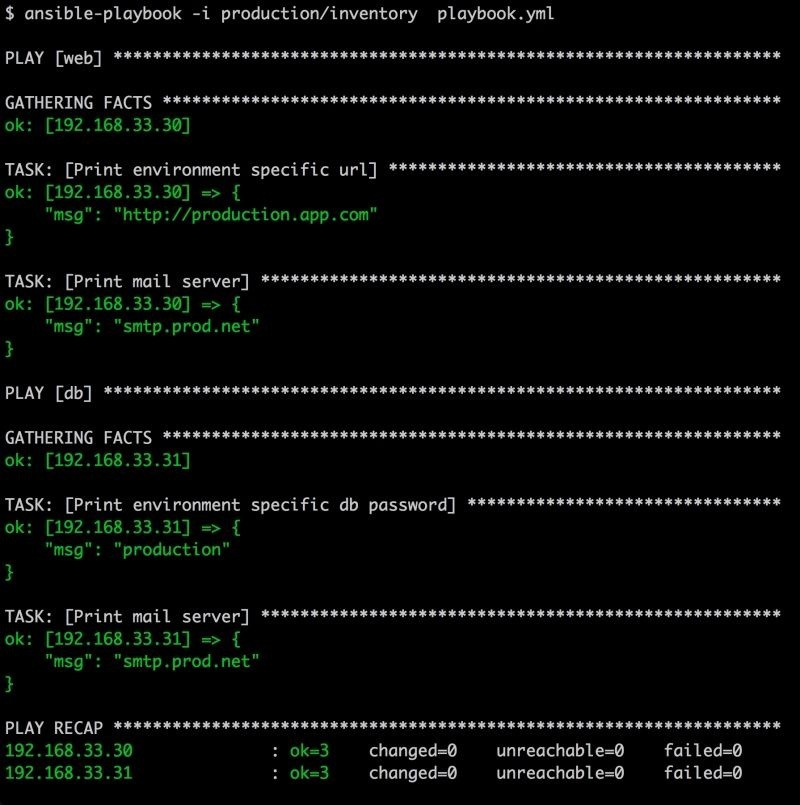 $ ansible-playbook -i production/inventory  playbook.yml
PLAY [web] ********************************************************************
GATHERING FACTS ***************************************************************
ok: [192.168.33.30]
TASK: [Print environment specific url] ****************************************
ok: [192.168.33.30] => {
    "msg": "http://production.app.com"
}
TASK: [Print mail server] *****************************************************
ok: [192.168.33.30] => {
    "msg": "smtp.prod.net"
}
PLAY [db] *********************************************************************
GATHERING FACTS ***************************************************************
ok: [192.168.33.31]
TASK: [Print environment specific db password] ********************************
ok: [192.168.33.31] => {
    "msg": "production"
}
TASK: [Print mail server] *****************************************************
ok: [192.168.33.31] => {
    "msg": "smtp.prod.net"
}
PLAY RECAP ********************************************************************
192.168.33.30              : ok=3    changed=0    unreachable=0    failed=0
192.168.33.31              : ok=3    changed=0    unreachable=0    failed=0